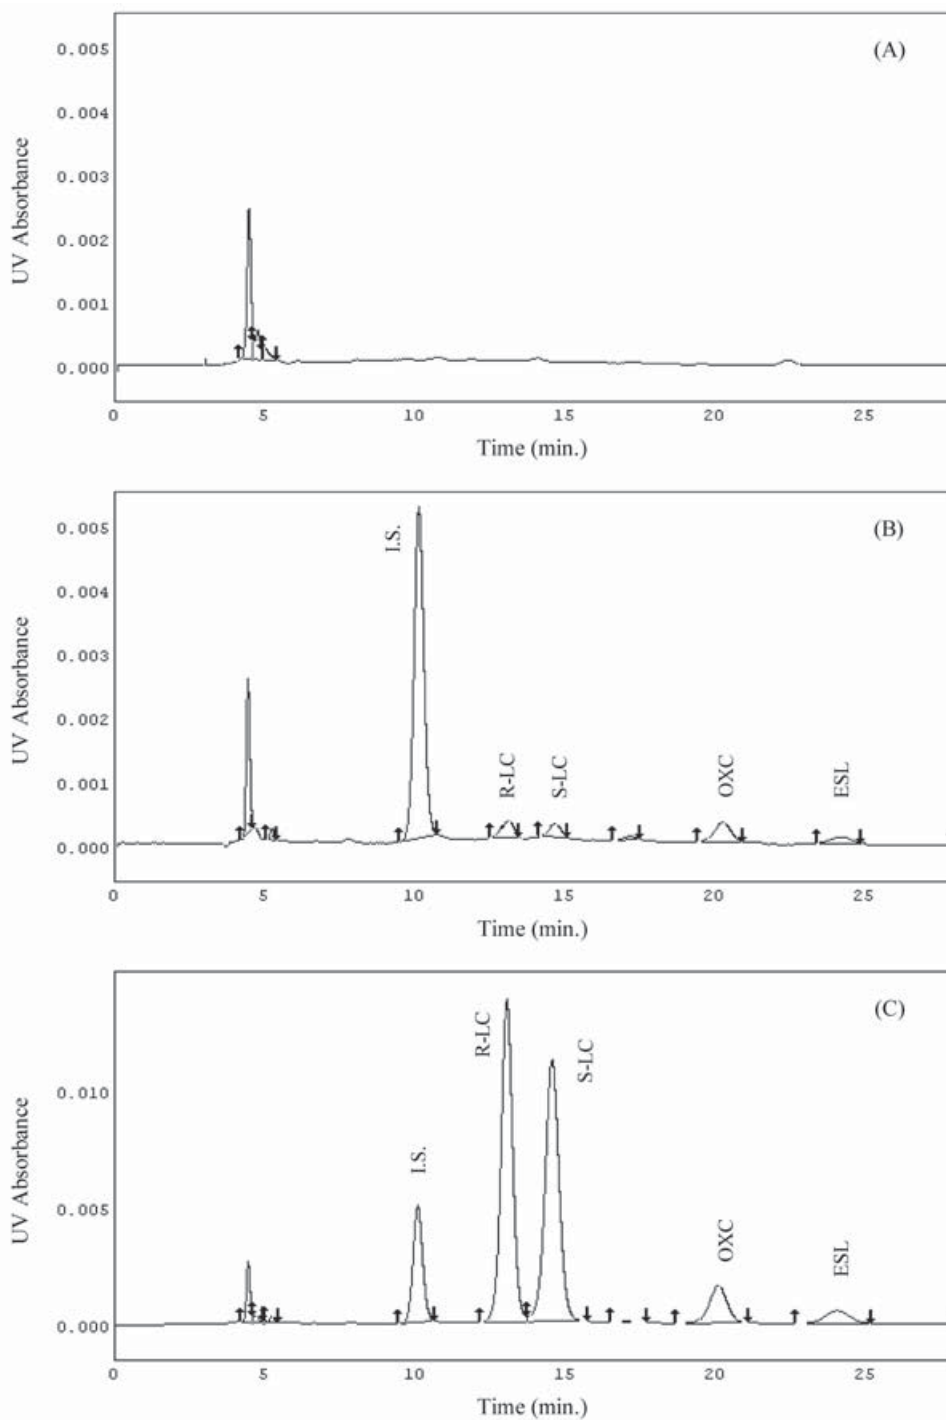 (A)
0.005
0.004
0.003
0.002
0.001
0.000
UV Absorbance
0 5 10 15 20 25
Time (min.)
(B)
I.S.
R-LC
S-LC
OXC
ESL
0.005
0.004
0.003
0.002
0.001
0.000
UV Absorbance
0 5 10 15 20 25
Time (min.)
(C)
R-LC
S-LC
I.S.
OXC
ESL
0.010
0.005
0.000
UV Absorbance
0 5 10 15 20 25
Time (min.)